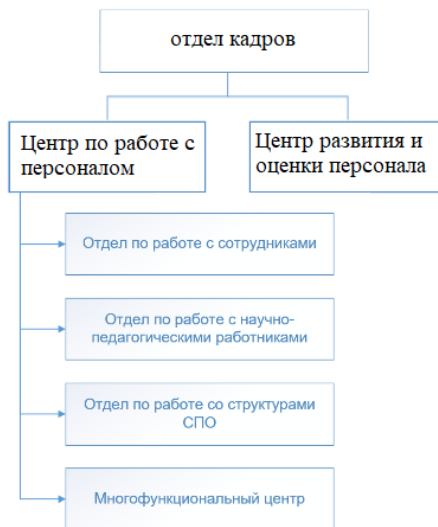 отдел кадров
Центр по работе с
персоналом
Центр развития и
оценки персонала
Отдел по работе с сотрудниками
Отдел по работе с научно-
педагогическими работниками
Отдел по работе со структурами
СПО
Многофункциональный центр